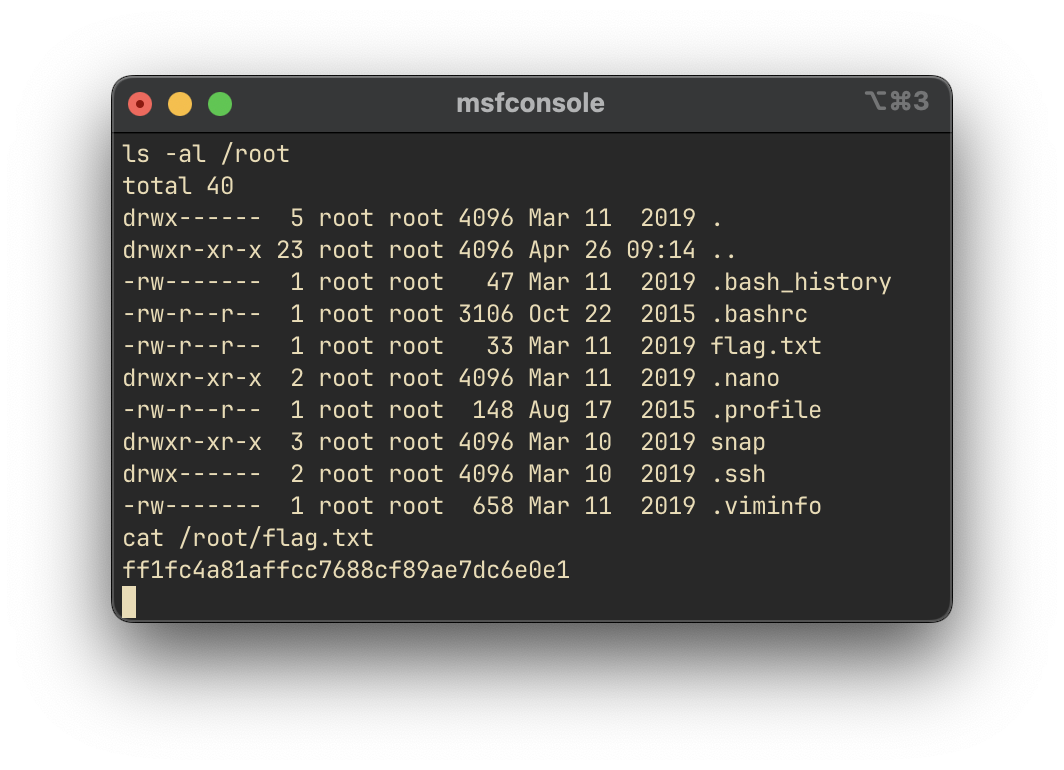 msfconsole ⌥⌘3
ls -al /root
total 40
drwx------  5 root root 4096 Mar 11  2019 .
drwxr-xr-x 23 root root 4096 Apr 26 09:14 ..
-rw-------  1 root root   47 Mar 11  2019 .bash_history
-rw-r--r--  1 root root 3106 Oct 22  2015 .bashrc
-rw-r--r--  1 root root   33 Mar 11  2019 flag.txt
drwxr-xr-x  2 root root 4096 Mar 11  2019 .nano
-rw-r--r--  1 root root  148 Aug 17  2015 .profile
drwxr-xr-x  3 root root 4096 Mar 10  2019 snap
drwx------  2 root root 4096 Mar 10  2019 .ssh
-rw-------  1 root root  658 Mar 11  2019 .viminfo
cat /root/flag.txt
ff1fc4a81affcc7688cf89ae7dc6e0e1